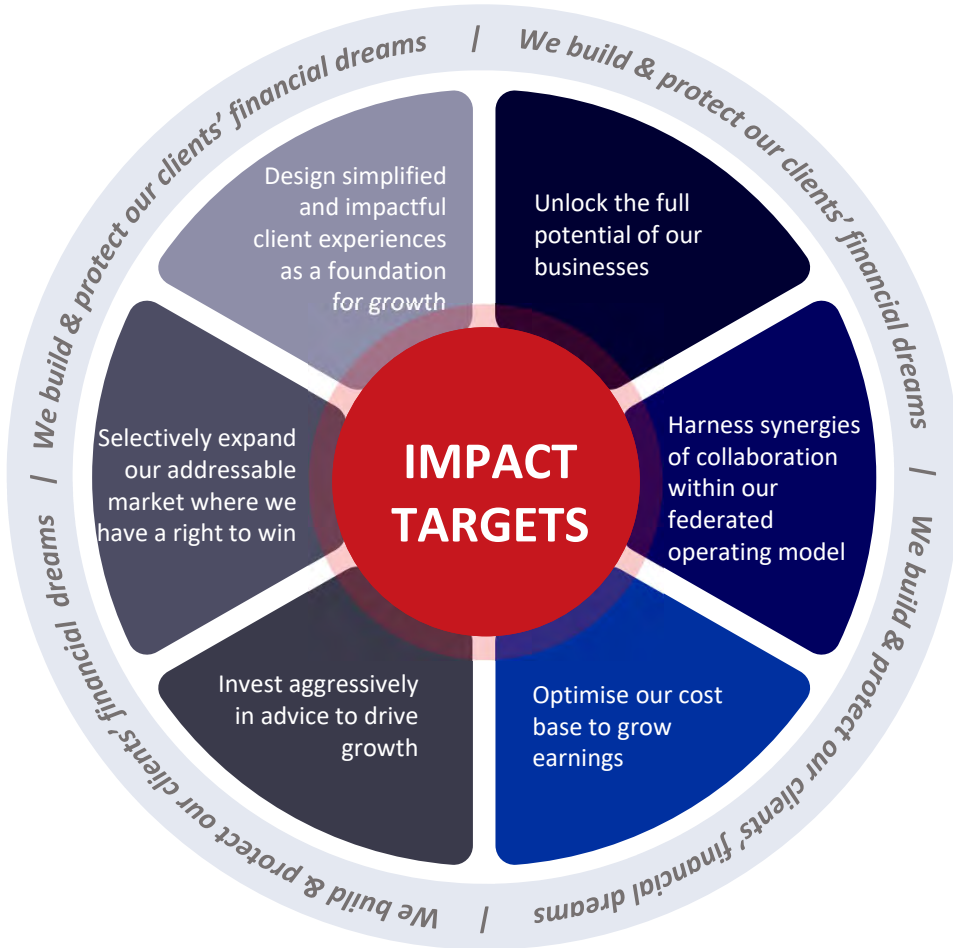 We build & protect our clients' financial dreams
|
We build & protect our clients' financial dreams
|
We build & protect our clients' financial dreams
|
We build & protect our clients' financial dreams
|
Design simplified
and impactful
client experiences
as a foundation
for growth
Unlock the full
potential of our
businesses
Selectively expand
our addressable
market where we
have a right to win
IMPACT
TARGETS
Harness synergies
of collaboration
within our
federated
operating model
Invest aggressively
in advice to drive
growth
Optimise our cost
base to grow
earnings